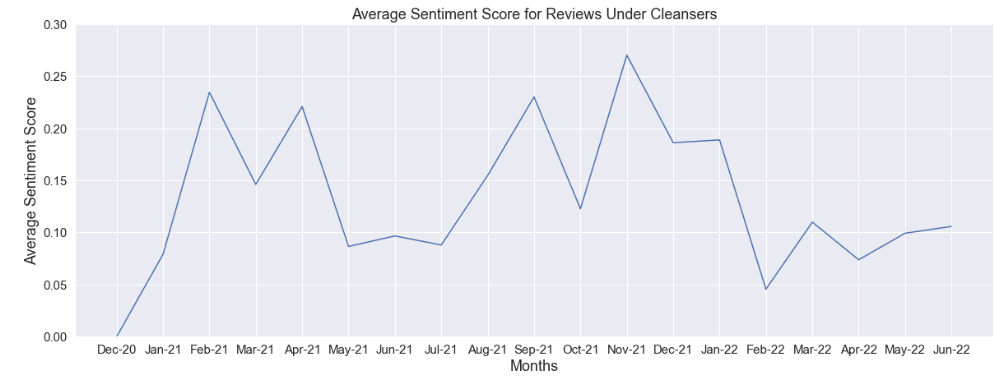 Average Sentiment Score for Reviews Under Cleansers
0.30
0.25
0.20
0.15
0.10
0.05
0.00
Average Sentiment Score
Dec-20 Jan-21 Feb-21 Mar-21 Apr-21 May-21 Jun-21 Jul-21 Aug-21 Sep-21 Oct-21 Nov-21 Dec-21 Jan-22 Feb-22 Mar-22 Apr-22 May-22 Jun-22
Months